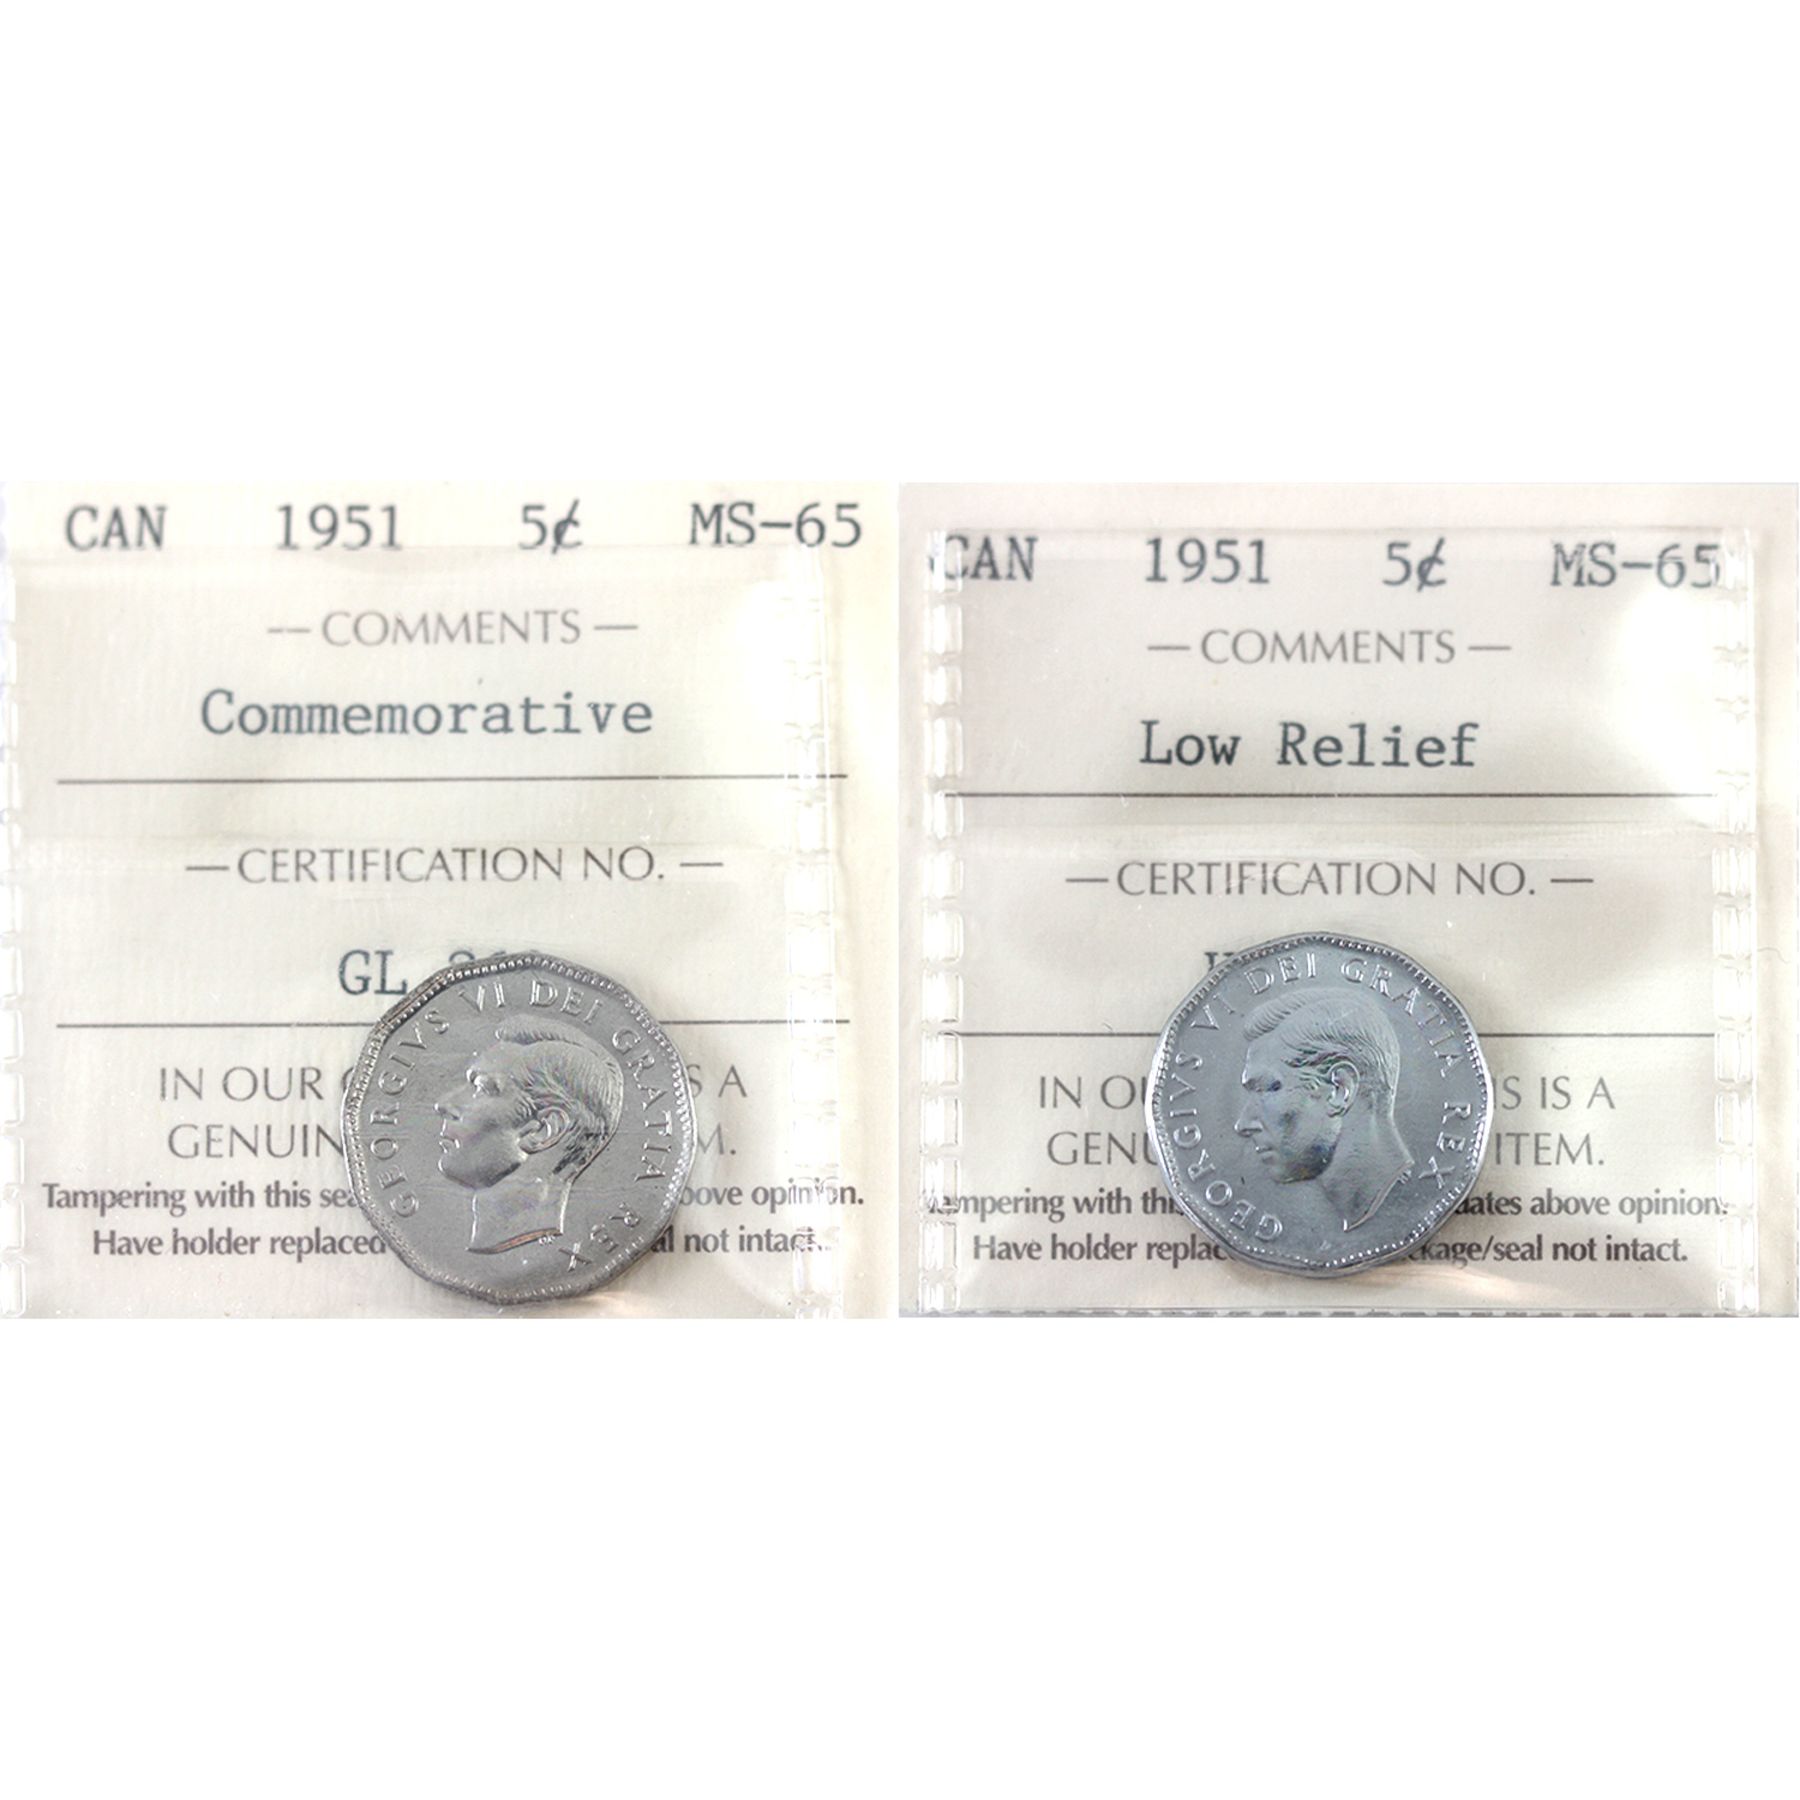 CAN 1951 5¢ MS-65
— COMMENTS —
Commemorative
— CERTIFICATION NO. —
GL
IN OUR S A
GENUIN M.
Tampering with this sea bove opinion.
Have holder replaced al not intact.
GEORGIVS VI DEI GRATIA REX
CAN 1951 5¢ MS-65
— COMMENTS —
Low Relief
— CERTIFICATION NO. —
IN OU S IS A
GENU ITEM.
Tampering with thi dates above opinion.
Have holder replac ckage/seal not intact.
GEORGIVS VI DEI GRATIA REX